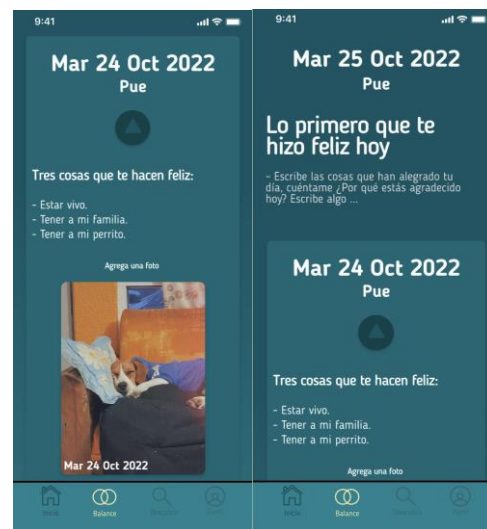 9:41
Mar 24 Oct 2022
Pue
Tres cosas que te hacen feliz:
- Estar vivo.
- Tener a mi familia.
- Tener a mi perrito.
Agrega una foto
Mar 24 Oct 2022
Inicio
Balance
9:41
Mar 25 Oct 2022
Pue
Lo primero que te
hizo feliz hoy
- Escribe las cosas que han alegrado tu
día, cuéntame ¿Por qué estás agradecido
hoy? Escribe algo ...
Mar 24 Oct 2022
Pue
Tres cosas que te hacen feliz:
- Estar vivo.
- Tener a mi familia.
- Tener a mi perrito.
Agrega una foto
Inicio
Balance